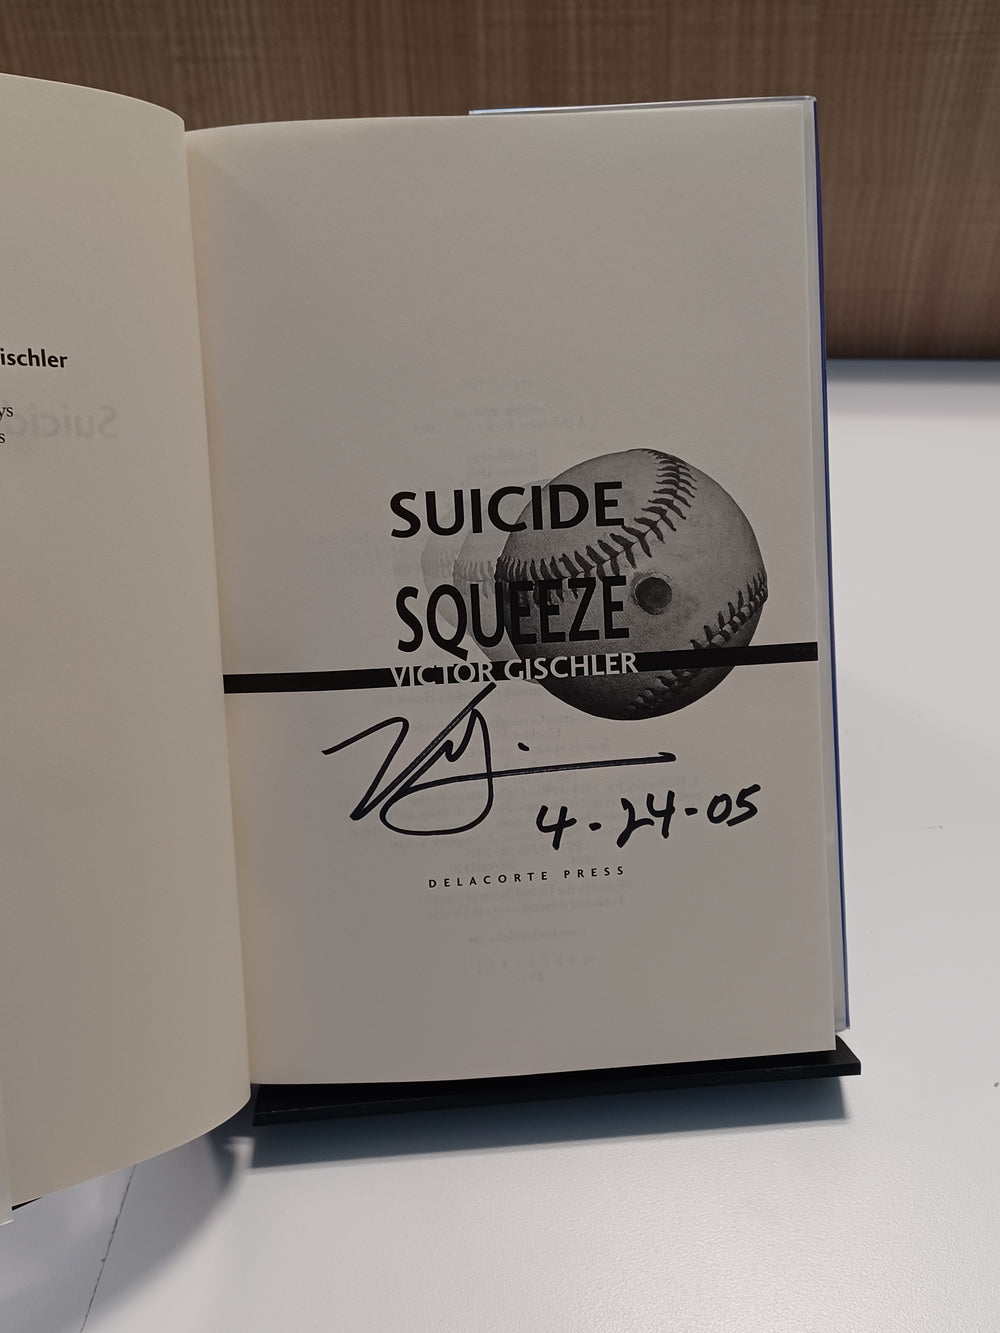 ischler
ys
s
SUICIDE
SQUEEZE
VICTOR GISCHLER
4-24-05
DELACORTE PRESS